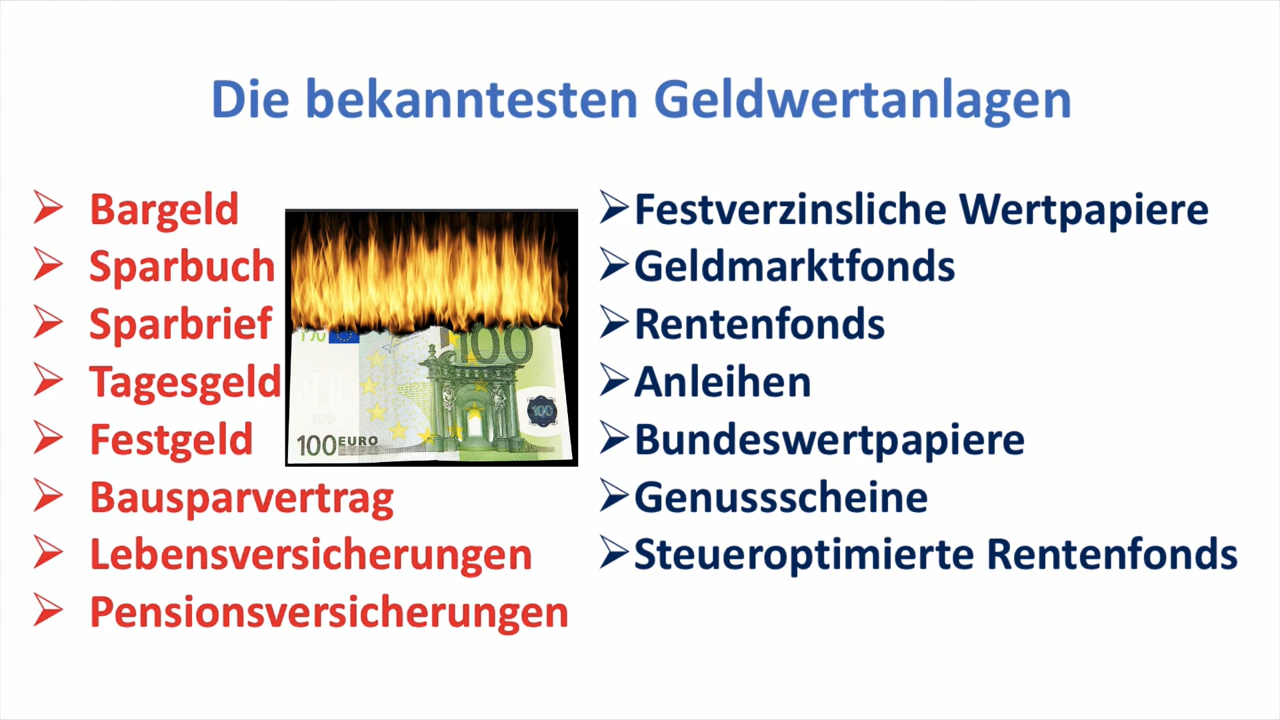 Die bekanntesten Geldwertanlagen
Bargeld
Sparbuch
Sparbrief
Tagesgeld
Festgeld
Bausparvertrag
Lebensversicherungen
Pensionsversicherungen
100
100
100EURO
Festverzinsliche Wertpapiere
Geldmarktfonds
Rentenfonds
Anleihen
Bundeswertpapiere
Genussscheine
Steueroptimierte Rentenfonds